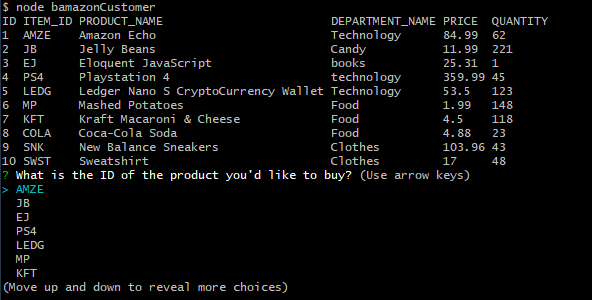 $ node bamazonCustomer
ID ITEM_ID PRODUCT_NAME DEPARTMENT_NAME PRICE QUANTITY
1 AMZE Amazon Echo Technology 84.99 62
2 JB Jelly Beans Candy 11.99 221
3 EJ Eloquent JavaScript books 25.31 1
4 PS4 Playstation 4 technology 359.99 45
5 LEDG Ledger Nano S CryptoCurrency Wallet Technology 53.5 123
6 MP Mashed Potatoes Food 1.99 148
7 KFT Kraft Macaroni & Cheese Food 4.5 118
8 COLA Coca-Cola Soda Food 4.88 23
9 SNK New Balance Sneakers Clothes 103.96 43
10 SWST Sweatshirt Clothes 17 48
? What is the ID of the product you'd like to buy? (Use arrow keys)
> AMZE
JB
EJ
PS4
LEDG
MP
KFT
(Move up and down to reveal more choices)